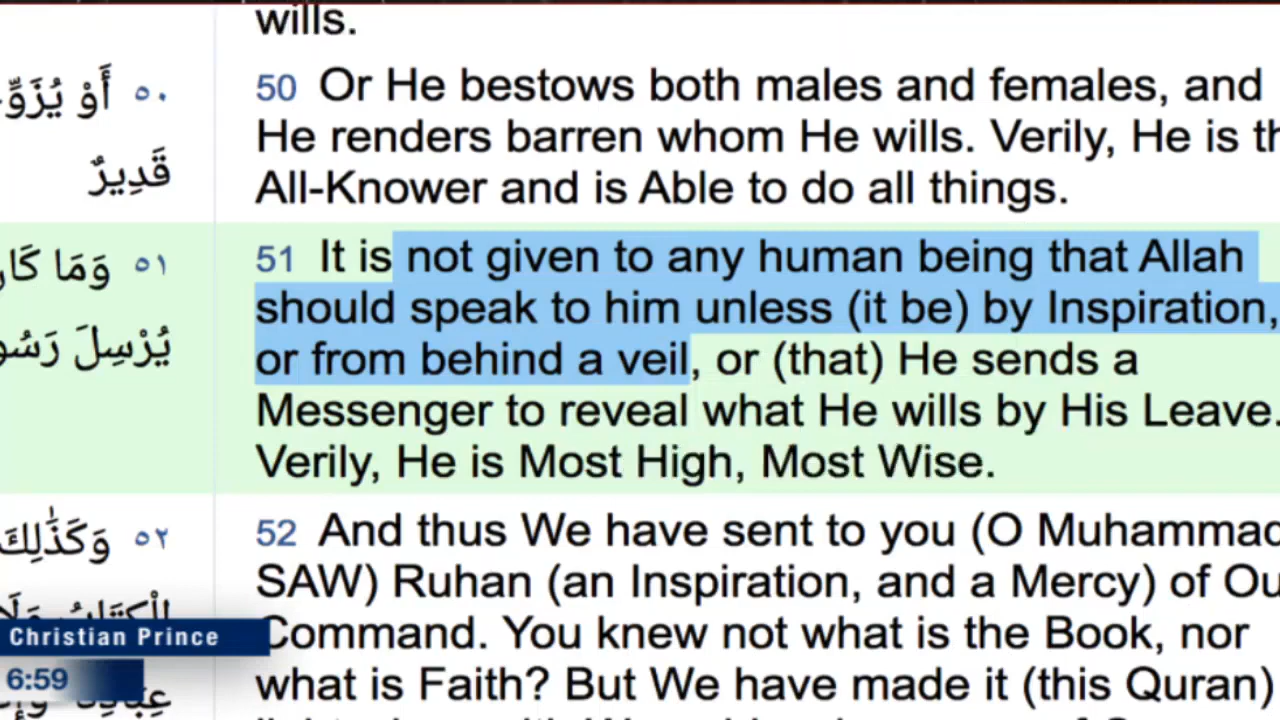 wills.
٥٠ أَوْ
قَدِيرٌ
50 Or He bestows both males and females, and
He renders barren whom He wills. Verily, He is
All-Knower and is Able to do all things.
٥١ وَمَا
يُرْسِلَ
51 It is not given to any human being that Allah
should speak to him unless (it be) by Inspiration,
or from behind a veil, or (that) He sends a
Messenger to reveal what He wills by His Leave.
Verily, He is Most High, Most Wise.
٥٢ وَكَذَٰلِكَ
52 And thus We have sent to you (O Muhammad
SAW) Ruhan (an Inspiration, and a Mercy) of
Command. You knew not what is the Book, nor
what is Faith? But We have made it (this Quran)
Christian Prince
6:59